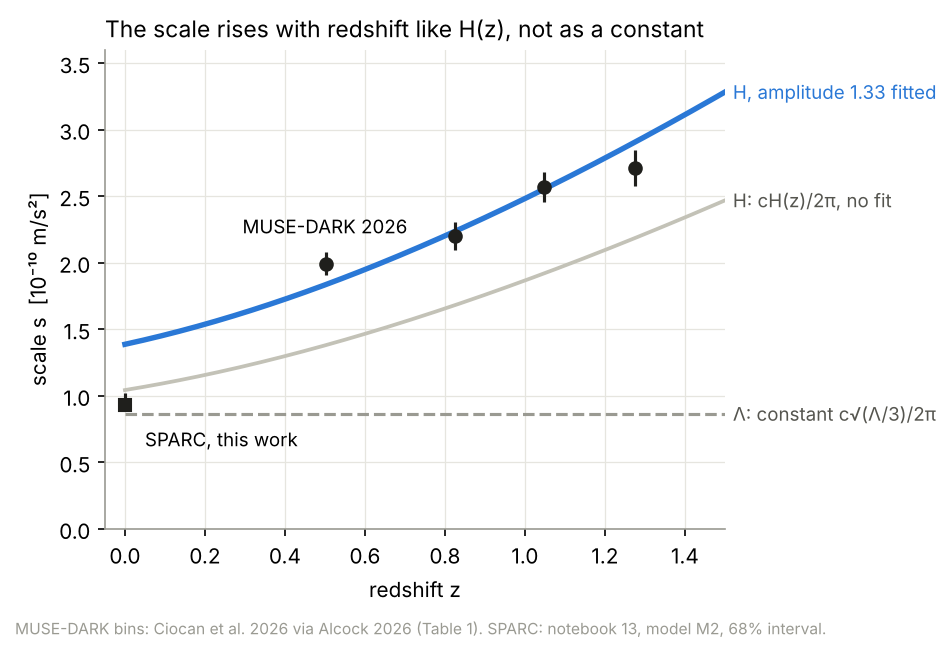 The scale rises with redshift like H(z), not as a constant
3.5
3.0
2.5
2.0
1.5
1.0
0.5
0.0
scale s [10⁻¹⁰ m/s²]
H, amplitude 1.33 fitted
H: cH(z)/2π, no fit
MUSE-DARK 2026
Λ: constant c√(Λ/3)/2π
SPARC, this work
0.0 0.2 0.4 0.6 0.8 1.0 1.2 1.4
redshift z
MUSE-DARK bins: Ciocan et al. 2026 via Alcock 2026 (Table 1). SPARC: notebook 13, model M2, 68% interval.